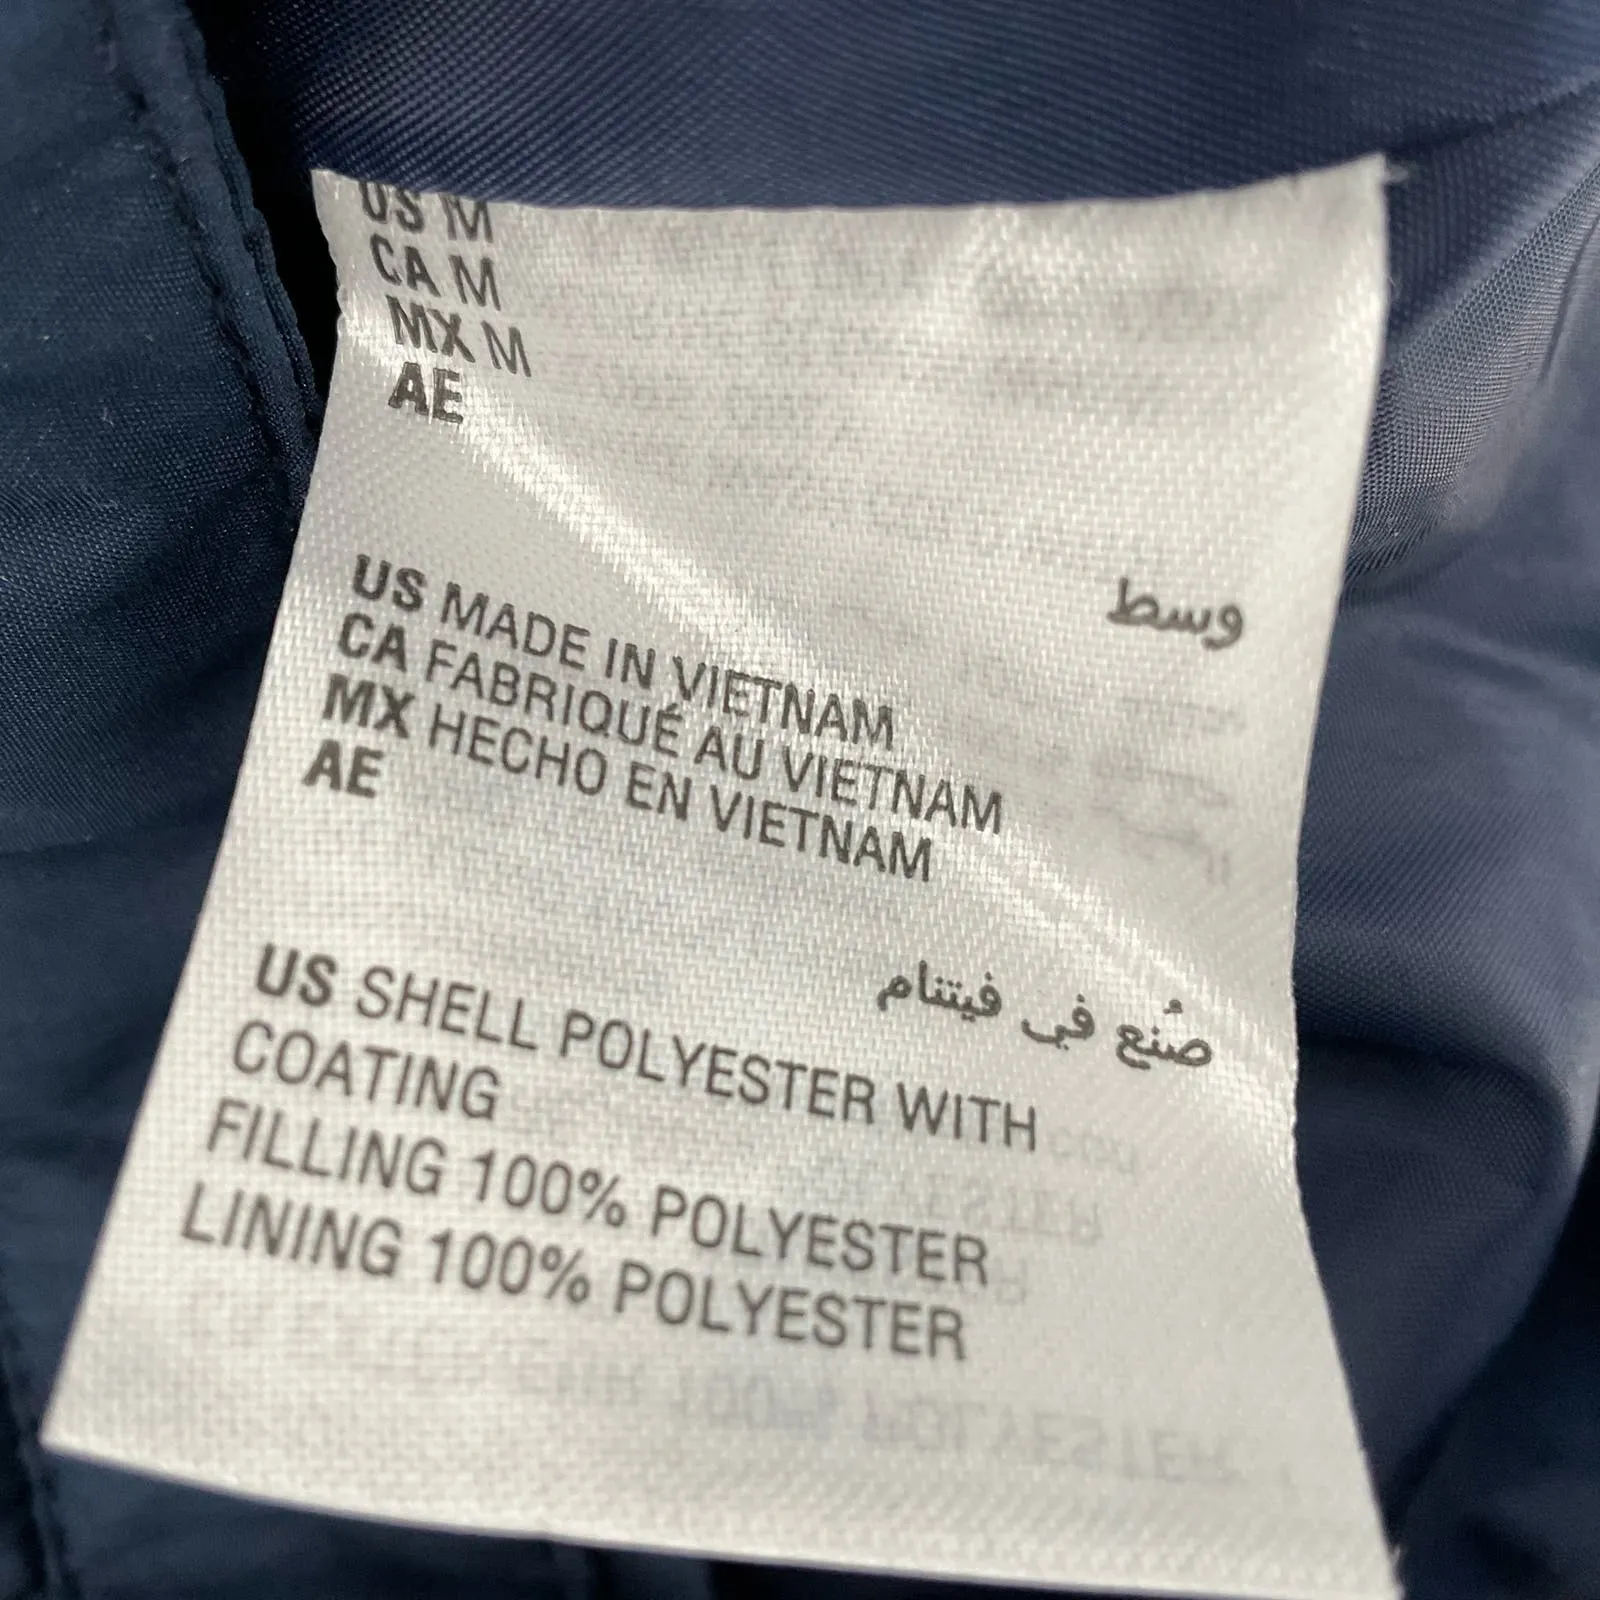 US M
CA M
MX M
AE
وسط
US MADE IN VIETNAM
CA FABRIQUÉ AU VIETNAM
MX HECHO EN VIETNAM
AE
صُنع في فيتنام
US SHELL POLYESTER WITH
COATING
FILLING 100% POLYESTER
LINING 100% POLYESTER